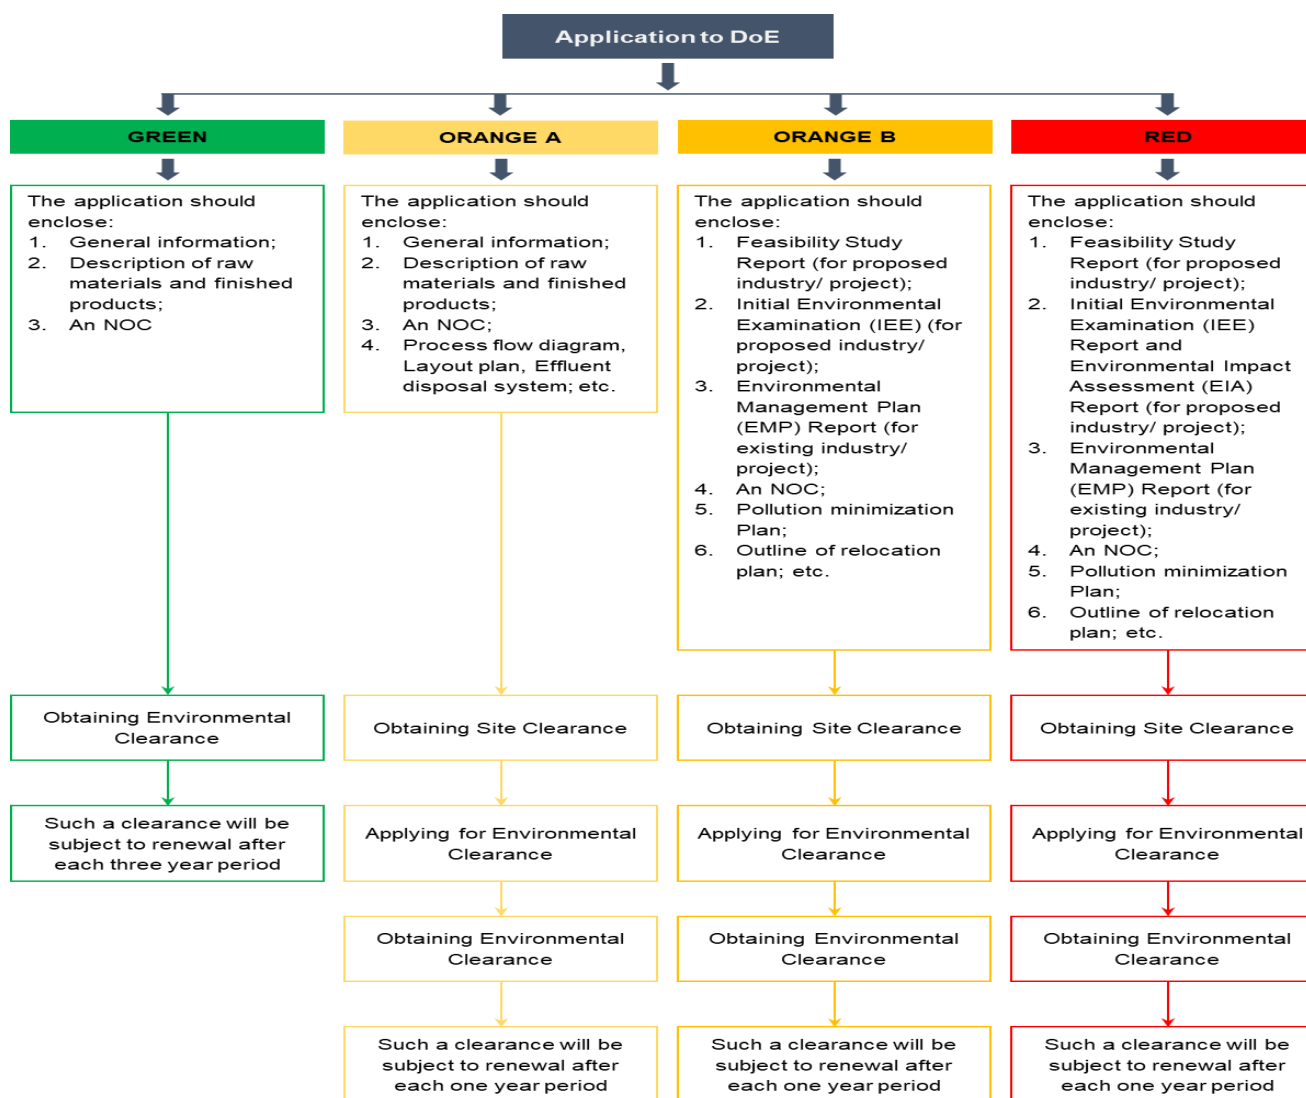 Application to DoE
GREEN
The application should
enclose:
1. General information;
2. Description of raw
materials and finished
products;
3. An NOC
Obtaining Environmental
Clearance
Such a clearance will be
subject to renewal after
each three year period
ORANGE A
The application should
enclose:
1. General information;
2. Description of raw
materials and finished
products;
3. An NOC;
4. Process flow diagram,
Layout plan, Effluent
disposal system; etc.
Obtaining Site Clearance
Applying for Environmental
Clearance
Obtaining Environmental
Clearance
Such a clearance will be
subject to renewal after
each one year period
ORANGE B
The application should
enclose:
1. Feasibility Study
Report (for proposed
industry/ project);
2. Initial Environmental
Examination (IEE) (for
proposed industry/
project);
3. Environmental
Management Plan
(EMP) Report (for
existing industry/
project);
4. An NOC;
5. Pollution minimization
Plan;
6. Outline of relocation
plan; etc.
Obtaining Site Clearance
Applying for Environmental
Clearance
Obtaining Environmental
Clearance
Such a clearance will be
subject to renewal after
each one year period
RED
The application should
enclose:
1. Feasibility Study
Report (for proposed
industry/ project);
2. Initial Environmental
Examination (IEE)
Report and
Environmental Impact
Assessment (EIA)
Report (for proposed
industry/ project);
3. Environmental
Management Plan
(EMP) Report (for
existing industry/
project);
4. An NOC;
5. Pollution minimization
Plan;
6. Outline of relocation
plan; etc.
Obtaining Site Clearance
Applying for Environmental
Clearance
Obtaining Environmental
Clearance
Such a clearance will be
subject to renewal after
each one year period